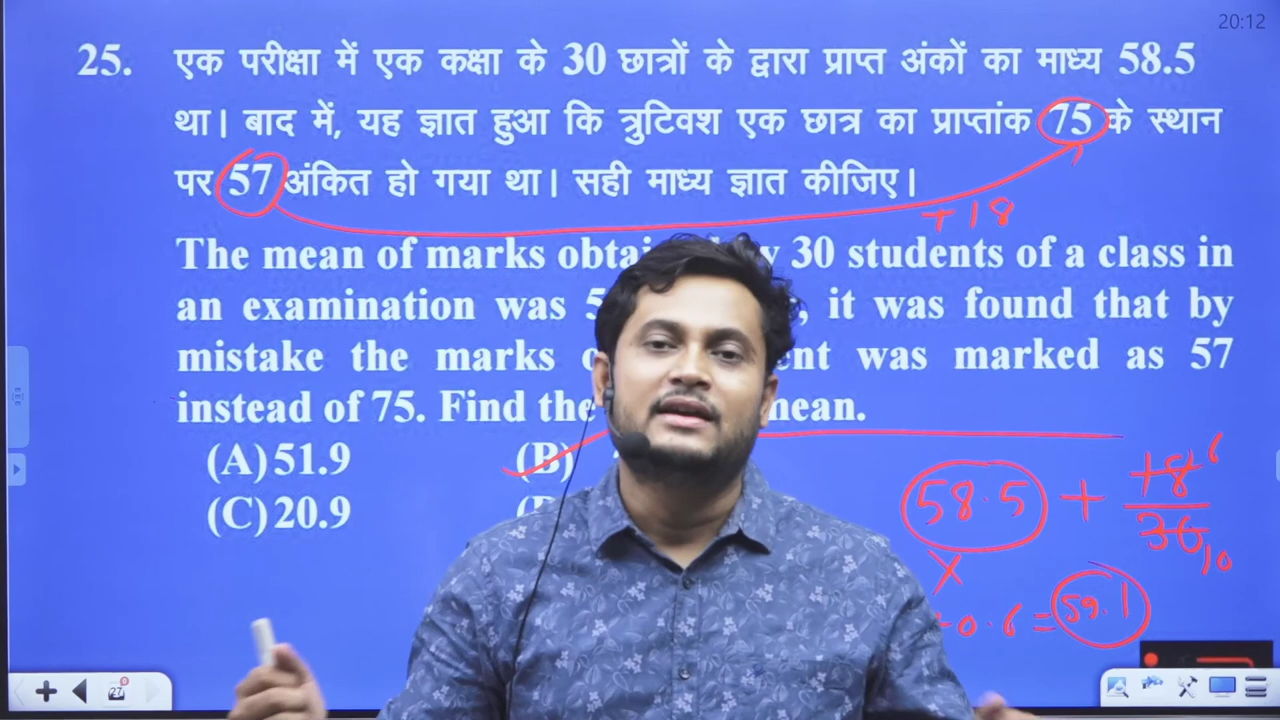 20:12
25. एक परीक्षा में एक कक्षा के 30 छात्रों के द्वारा प्राप्त अंकों का माध्य 58.5
था। बाद में, यह ज्ञात हुआ कि त्रुटिवश एक छात्र का प्राप्तांक 75 के स्थान
पर 57 अंकित हो गया था। सही माध्य ज्ञात कीजिए।
+18
The mean of marks 30 students of a class in
an examination was it was found that by
mistake the marks was marked as 57
instead of 75. Find the mean.
(A) 51.9 (B)
(C) 20.9
58.5 + 18 6
30 10
0.6 = 59.1
27